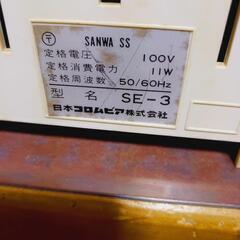 〒 SANWA SS
定格電圧 100V
定格消費電力 11W
定格周波数 50/60Hz
型名 SE-3
日本コロムビア株式会社